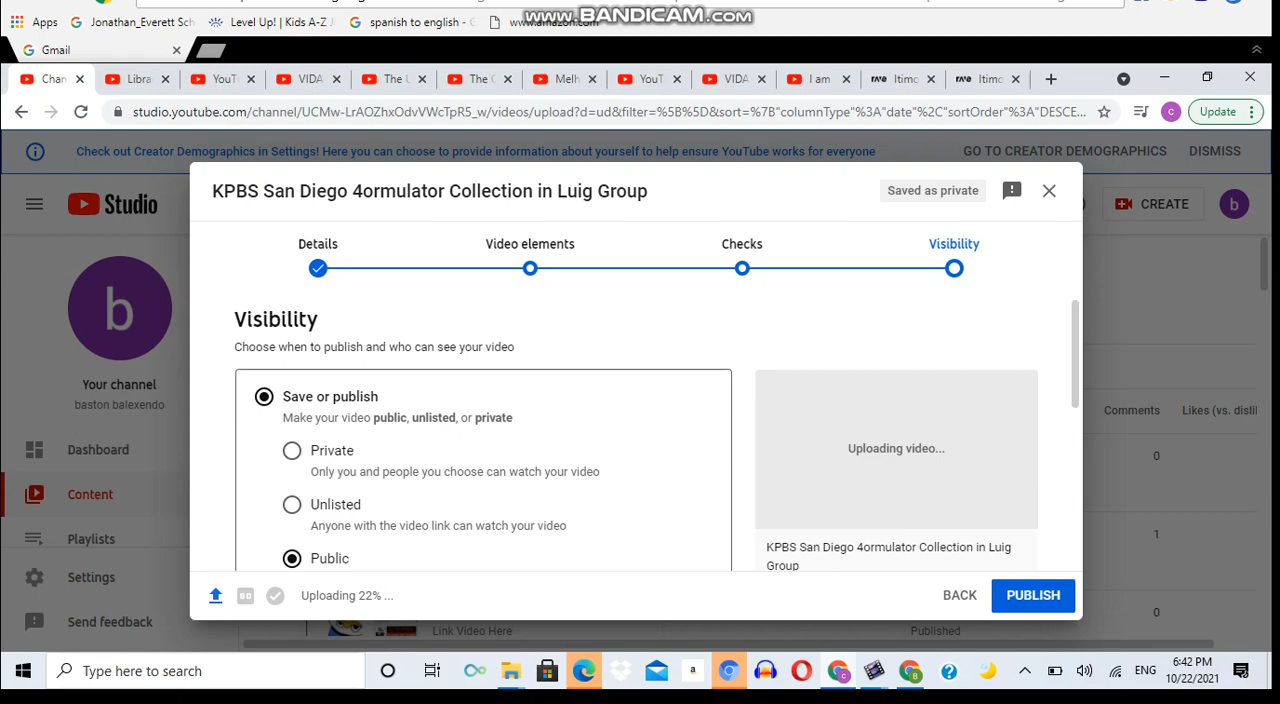 Apps
Jonathan_Everett Sch
Level Up! | Kids A-Z
spanish to english -
www.amazon.com
www.BANDICAM.com
Gmail
Chan
Libra
YouT
VIDA
The U
The C
Melh
YouT
VIDA
I am
Itimo
Itimo
studio.youtube.com/channel/UCMw-LrAOZhxOdvVWcTpR5_w/videos/upload?d=ud&filter=%5B%5D&sort=%7B"columnType"%3A"date"%2C"sortOrder"%3A"DESCE...
c
Update
Check out Creator Demographics in Settings! Here you can choose to provide information about yourself to help ensure YouTube works for everyone
GO TO CREATOR DEMOGRAPHICS
DISMISS
Studio
CREATE
b
KPBS San Diego 4ormulator Collection in Luig Group
Saved as private
Details
Video elements
Checks
Visibility
b
Your channel
baston balexendo
Dashboard
Content
Playlists
Settings
Send feedback
Visibility
Choose when to publish and who can see your video
Save or publish
Make your video public, unlisted, or private
Private
Only you and people you choose can watch your video
Unlisted
Anyone with the video link can watch your video
Public
Uploading video...
KPBS San Diego 4ormulator Collection in Luig
Group
Comments
Likes (vs. disli
0
1
0
Uploading 22% ...
BACK
PUBLISH
Link Video Here
Published
Type here to search
a
ENG
6:42 PM
10/22/2021